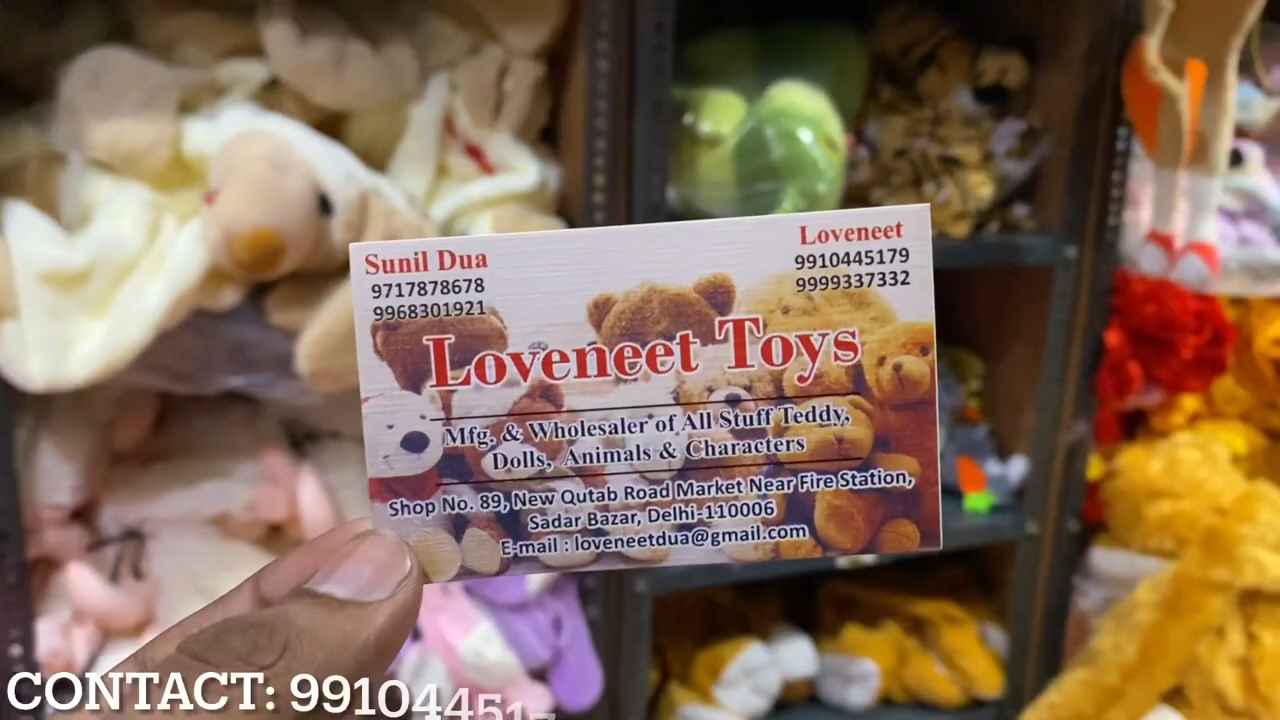 Sunil Dua
9717878678
9968301921
Loveneet
9910445179
9999337332
Loveneet Toys
Mfg. & Wholesaler of All Stuff Teddy,
Dolls, Animals & Characters
Shop No. 89, New Qutab Road Market Near Fire Station,
Sadar Bazar, Delhi-110006
E-mail : loveneetdua@gmail.com
CONTACT: